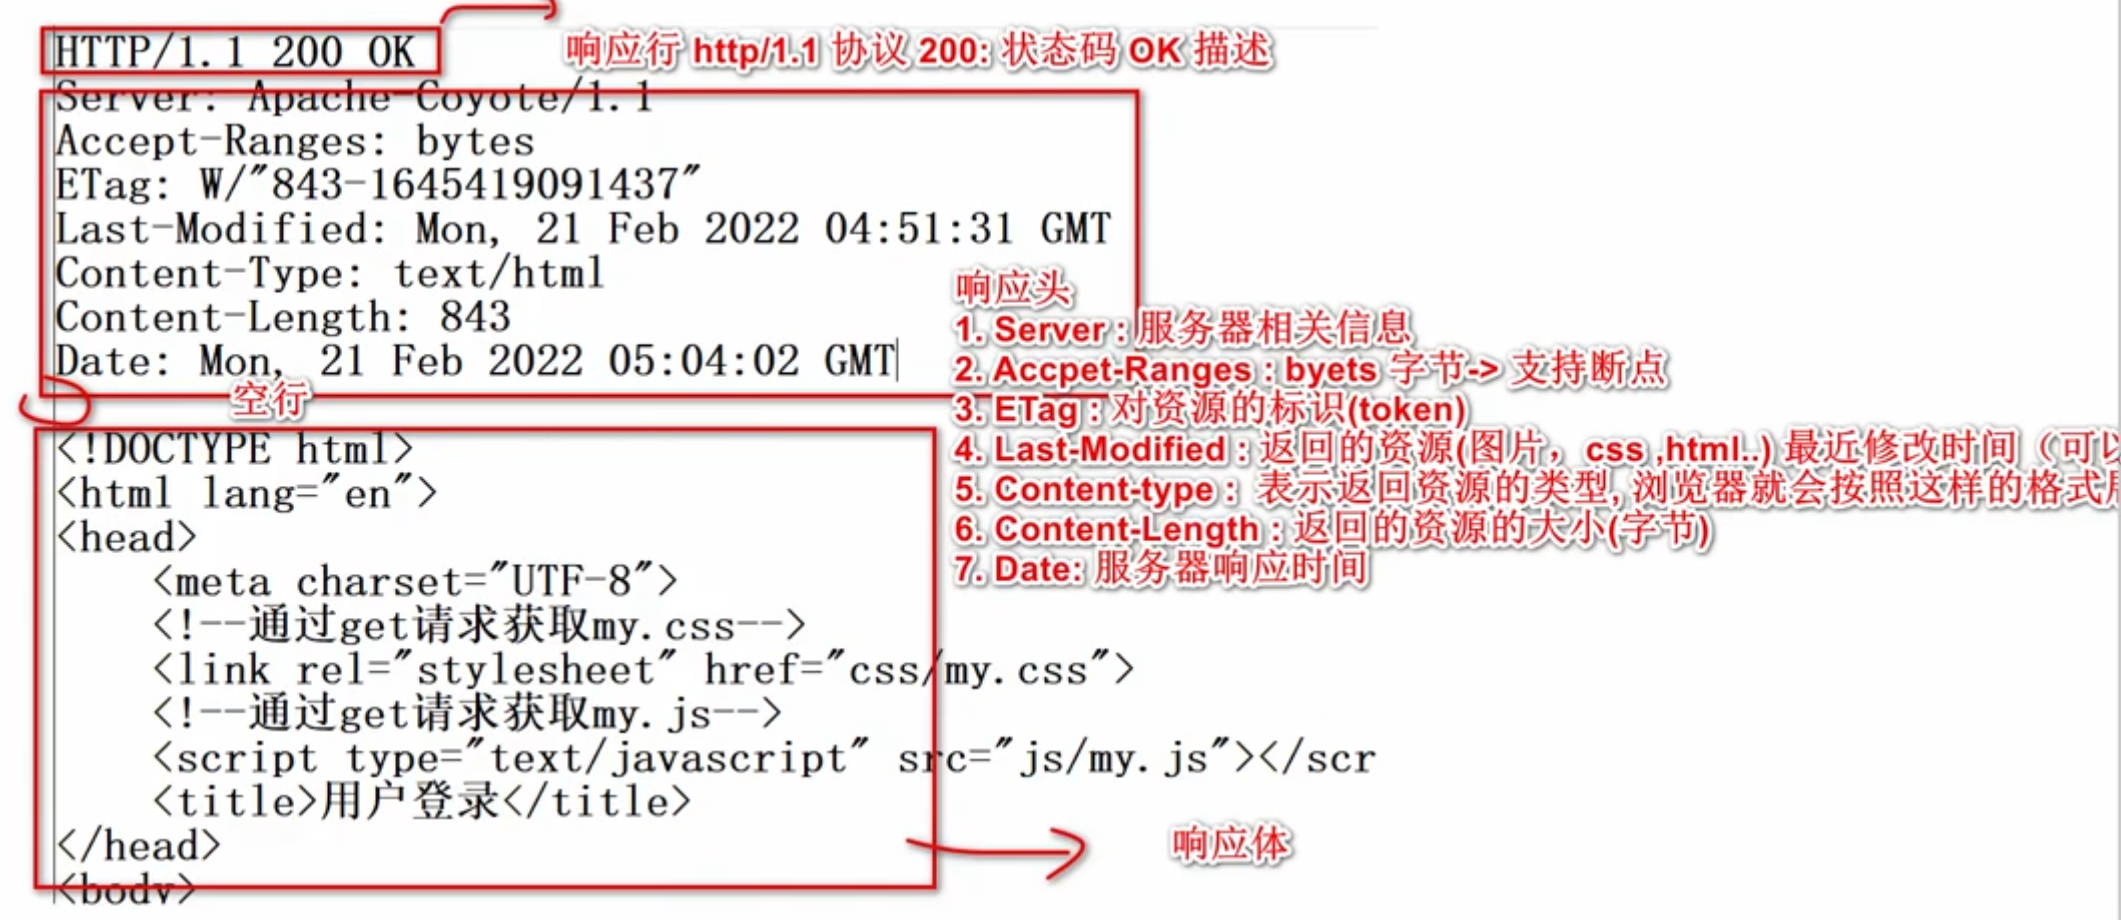 HTTP/1.1 200 OK
响应行 http/1.1 协议 200: 状态码 OK 描述
Server: Apache-Coyote/1.1
Accept-Ranges: bytes
ETag: W/"843-1645419091437"
Last-Modified: Mon, 21 Feb 2022 04:51:31 GMT
Content-Type: text/html
Content-Length: 843
Date: Mon, 21 Feb 2022 05:04:02 GMT
空行
响应头
1. Server : 服务器相关信息
2. Accpet-Ranges : byets 字节-> 支持断点
3. ETag : 对资源的标识(token)
4. Last-Modified : 返回的资源(图片，css ,html..) 最近修改时间（可以
5. Content-type : 表示返回资源的类型, 浏览器就会按照这样的格式
6. Content-Length : 返回的资源的大小(字节)
7. Date: 服务器响应时间
<!DOCTYPE html>
<html lang="en">
<head>
<meta charset="UTF-8">
<!--通过get请求获取my.css-->
<link rel="stylesheet" href="css/my.css">
<!--通过get请求获取my.js-->
<script type="text/javascript" src="js/my.js"></scr
<title>用户登录</title>
</head>
<body>
响应体